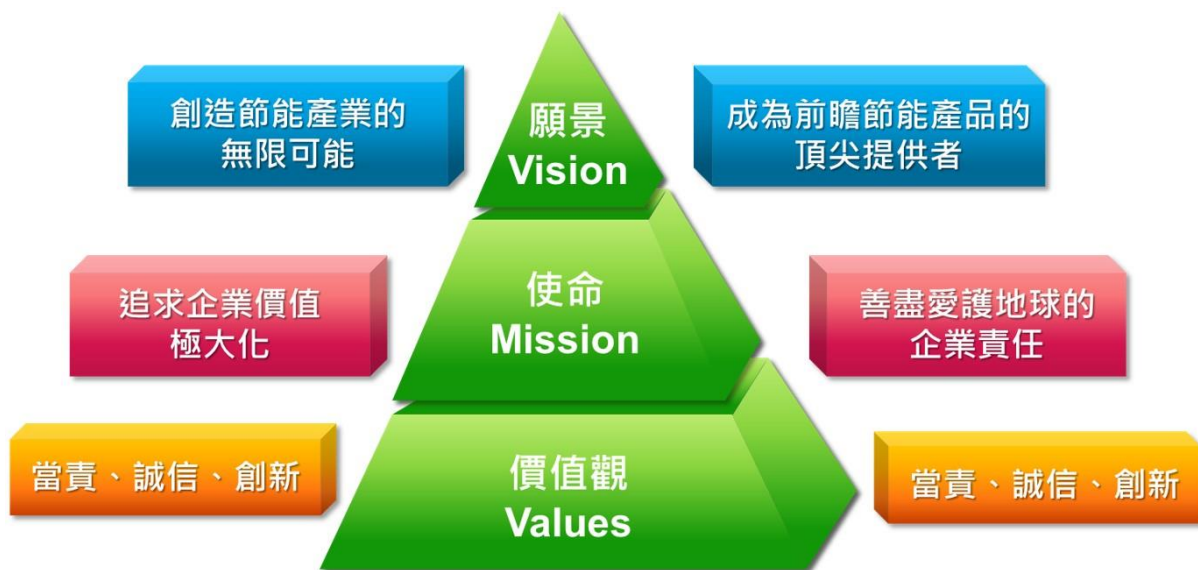 創造節能產業的
無限可能
願景
Vision
成為前瞻節能產品的
頂尖提供者
追求企業價值
極大化
使命
Mission
善盡愛護地球的
企業責任
當責、誠信、創新
價值觀
Values
當責、誠信、創新